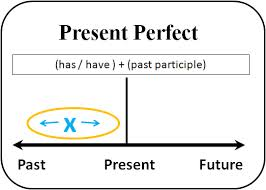 Present Perfect
(has / have ) + (past participle)
X
Past Present Future